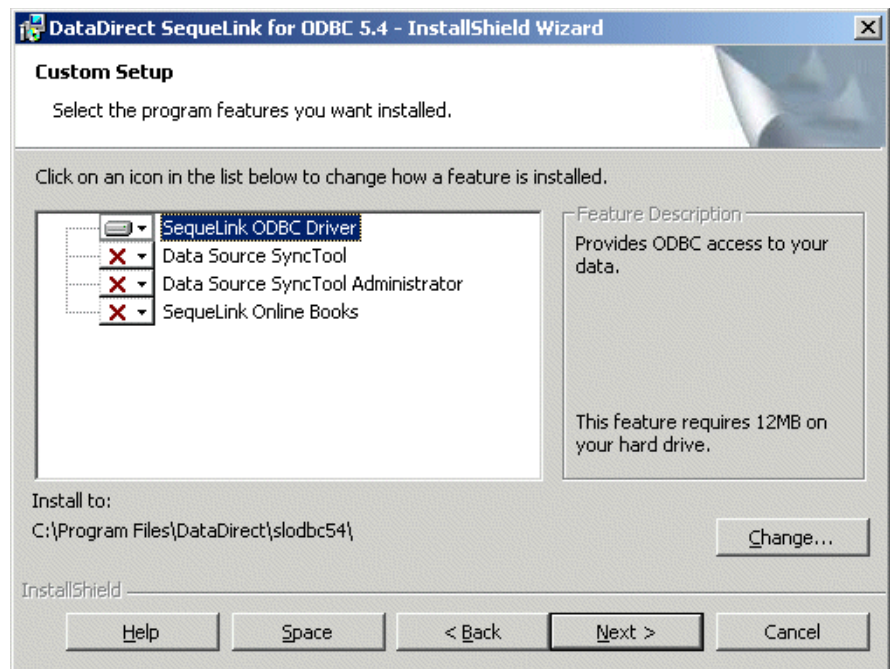 DataDirect SequeLink for ODBC 5.4 - InstallShield Wizard
Custom Setup
Select the program features you want installed.
Click on an icon in the list below to change how a feature is installed.
SequeLink ODBC Driver
Data Source SyncTool
Data Source SyncTool Administrator
SequeLink Online Books
Feature Description
Provides ODBC access to your
data.
This feature requires 12MB on
your hard drive.
Install to:
C:\Program Files\DataDirect\slodbc54\
Change...
InstallShield
Help
Space
< Back
Next >
Cancel